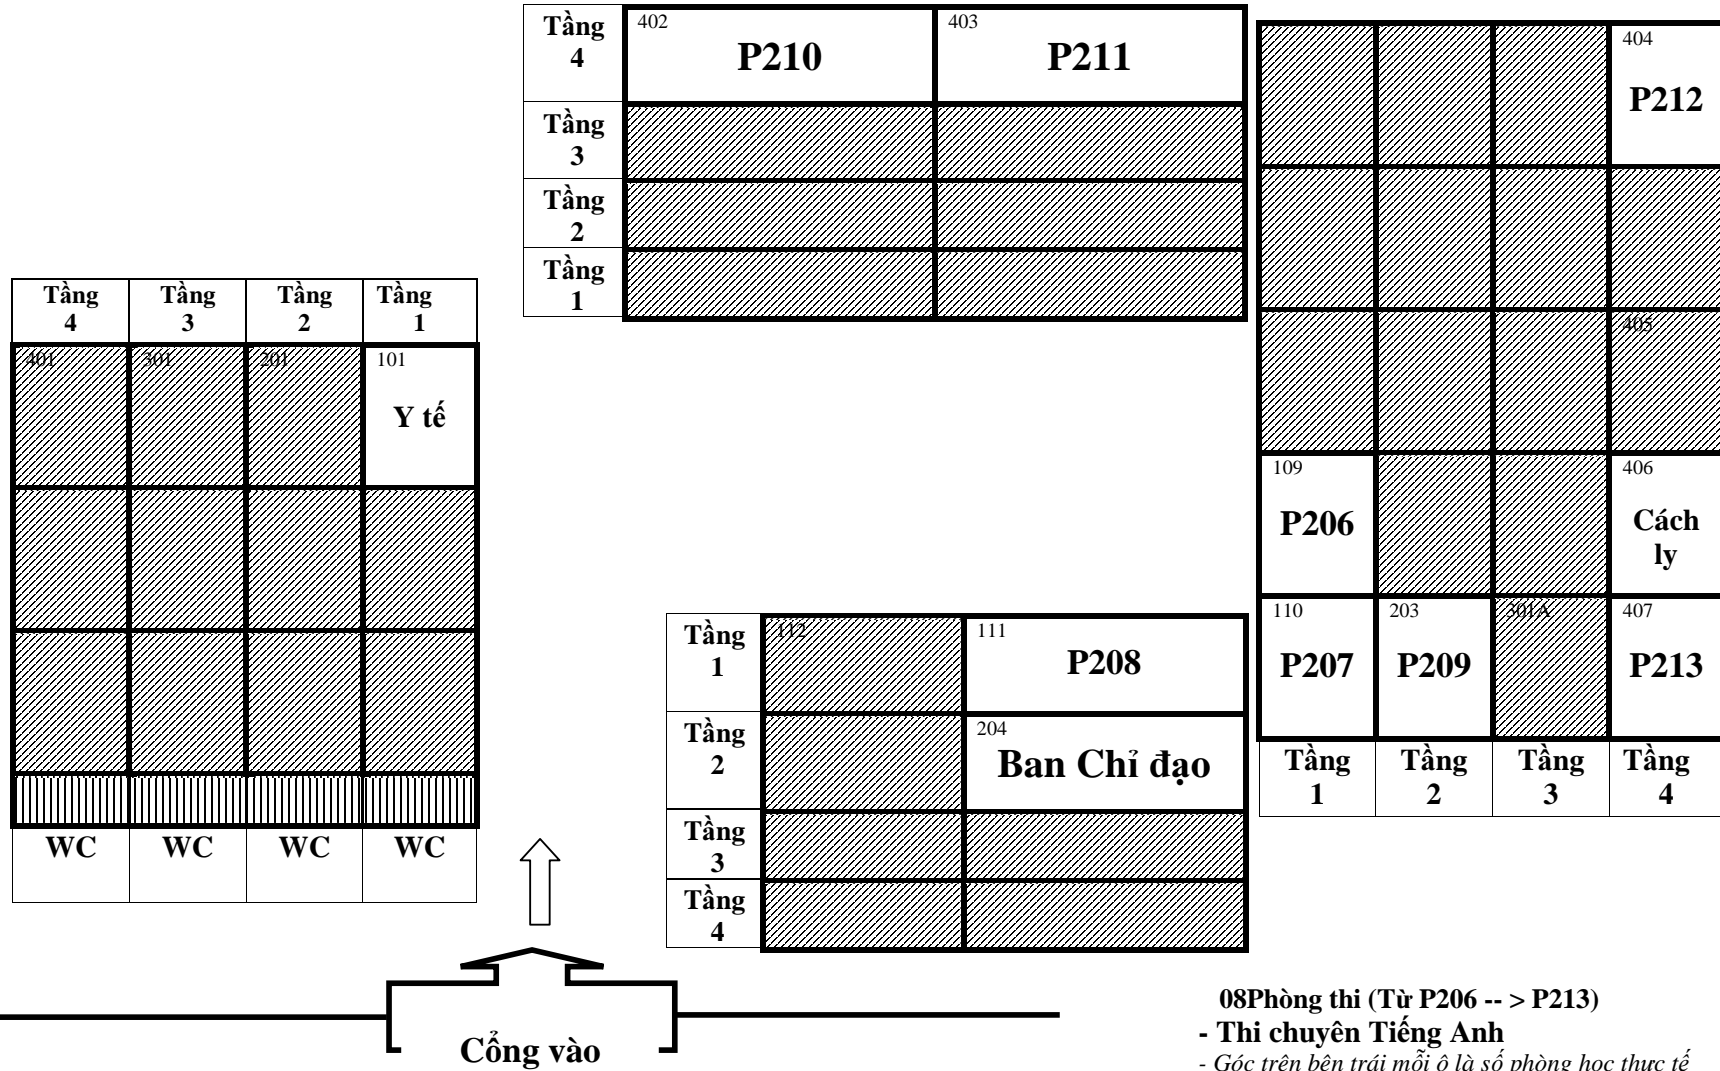 Tầng
4
402
P210
403
P211
Tầng
3
Tầng
2
Tầng
1
404
P212
405
109
P206
406
Cách
ly
110
P207
203
P209
301A
407
P213
Tầng
1
Tầng
2
Tầng
3
Tầng
4
Tầng
4
Tầng
3
Tầng
2
Tầng
1
401
301
201
101
Y tế
WC
WC
WC
WC
Tầng
1
112
111
P208
Tầng
2
204
Ban Chỉ đạo
Tầng
3
Tầng
4
Cổng vào
08Phòng thi (Từ P206 -- > P213)
- Thi chuyên Tiếng Anh
- Góc trên bên trái mỗi ô là số phòng học thực tế